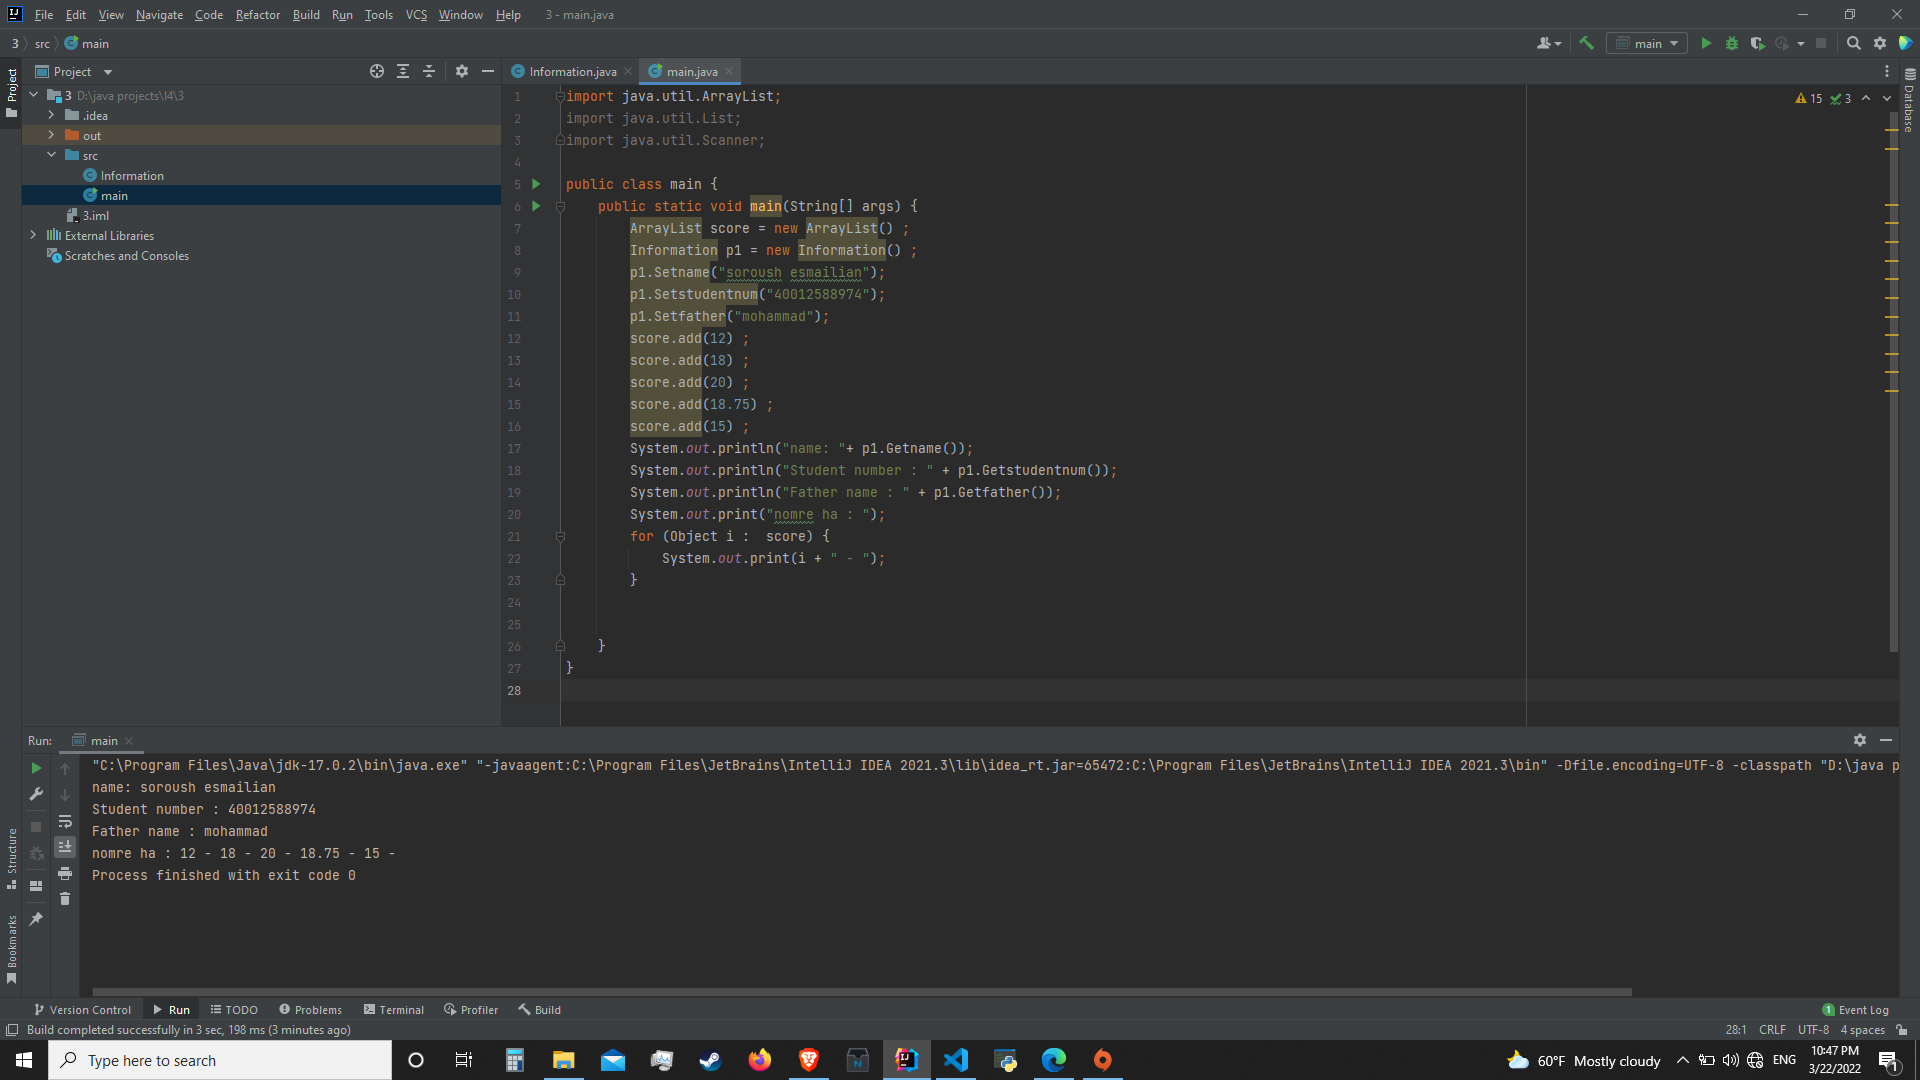 File Edit View Navigate Code Refactor Build Run Tools VCS Window Help 3 - main.java
3 src main
main
Project
Project
3 D:\java projects\I4\3
.idea
out
src
Information
main
3.iml
External Libraries
Scratches and Consoles
Information.java main.java
15 3
Database
1 import java.util.ArrayList;
2 import java.util.List;
3 import java.util.Scanner;
4
5 public class main {
6 public static void main(String[] args) {
7 ArrayList score = new ArrayList() ;
8 Information p1 = new Information() ;
9 p1.Setname("soroush esmailian");
10 p1.Setstudentnum("40012588974");
11 p1.Setfather("mohammad");
12 score.add(12) ;
13 score.add(18) ;
14 score.add(20) ;
15 score.add(18.75) ;
16 score.add(15) ;
17 System.out.println("name: "+ p1.Getname());
18 System.out.println("Student number : " + p1.Getstudentnum());
19 System.out.println("Father name : " + p1.Getfather());
20 System.out.print("nomre ha : ");
21 for (Object i :  score) {
22 System.out.print(i + " - ");
23 }
24
25
26 }
27 }
28
Run: main
"C:\Program Files\Java\jdk-17.0.2\bin\java.exe" "-javaagent:C:\Program Files\JetBrains\IntelliJ IDEA 2021.3\lib\idea_rt.jar=65472:C:\Program Files\JetBrains\IntelliJ IDEA 2021.3\bin" -Dfile.encoding=UTF-8 -classpath "D:\java p
name: soroush esmailian
Student number : 40012588974
Father name : mohammad
nomre ha : 12 - 18 - 20 - 18.75 - 15 -
Process finished with exit code 0
Structure
Bookmarks
Version Control Run TODO Problems Terminal Profiler Build 1 Event Log
Build completed successfully in 3 sec, 198 ms (3 minutes ago) 28:1 CRLF UTF-8 4 spaces
Type here to search 60°F Mostly cloudy ENG 10:47 PM
3/22/2022 1